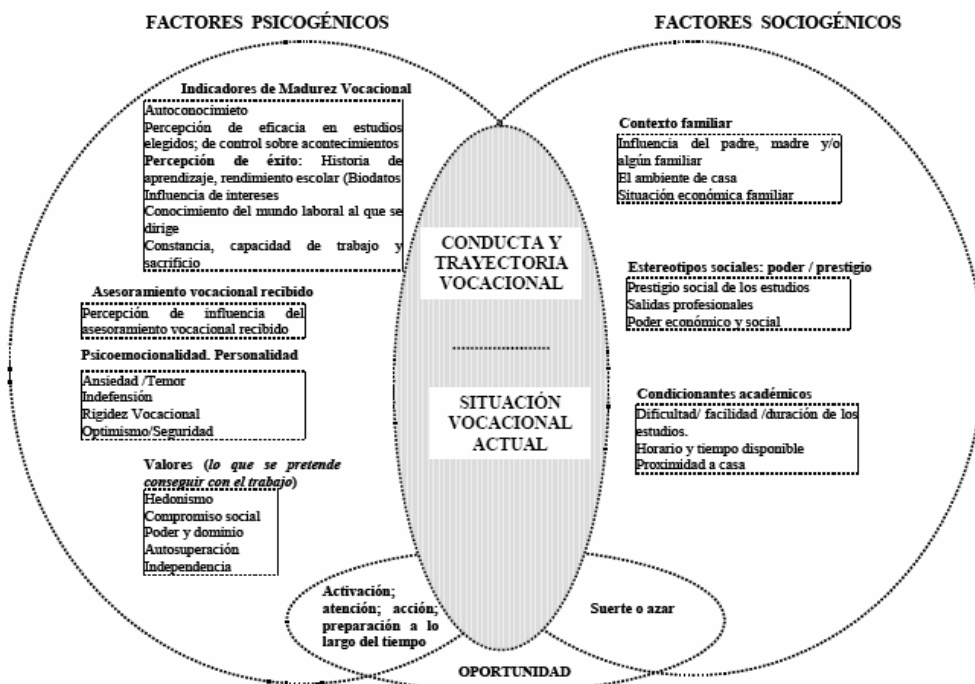 FACTORES PSICOGÉNICOS
Indicadores de Madurez Vocacional
Autoconocimieto
Percepción de eficacia en estudios
elegidos; de control sobre acontecimientos
Percepción de éxito: Historia de
aprendizaje, rendimiento escolar (Biodatos
Influencia de intereses
Conocimiento del mundo laboral al que se
dirige
Constancia, capacidad de trabajo y
sacrificio
Asesoramiento vocacional recibido
Percepción de influencia del
asesoramiento vocacional recibido
Psicoemocionalidad. Personalidad
Ansiedad /Temor
Indefensión
Rigidez Vocacional
Optimismo/Seguridad
Valores (lo que se pretende
conseguir con el trabajo)
Hedonismo
Compromiso social
Poder y dominio
Autosuperación
Independencia
CONDUCTA Y
TRAYECTORIA
VOCACIONAL
SITUACIÓN
VOCACIONAL
ACTUAL
FACTORES SOCIOGÉNICOS
Contexto familiar
Influencia del padre, madre y/o
algún familiar
El ambiente de casa
Situación económica familiar
Estereotipos sociales: poder / prestigio
Prestigio social de los estudios
Salidas profesionales
Poder económico y social
Condicionantes académicos
Dificultad/ facilidad /duración de los
estudios.
Horario y tiempo disponible
Proximidad a casa
Activación;
atención; acción;
preparación a lo
largo del tiempo
Suerte o azar
OPORTUNIDAD